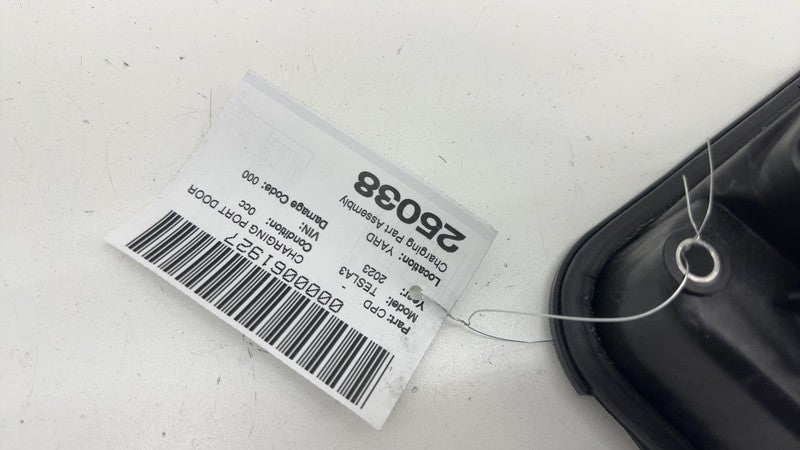 0000061927
Part: CPD CHARGING PORT DOOR
Model: TESLA3 - VIN:
Year: 2023 Condition: 0cc
Location: YARD Damage Code: 000
Charging Part Assembly
25038